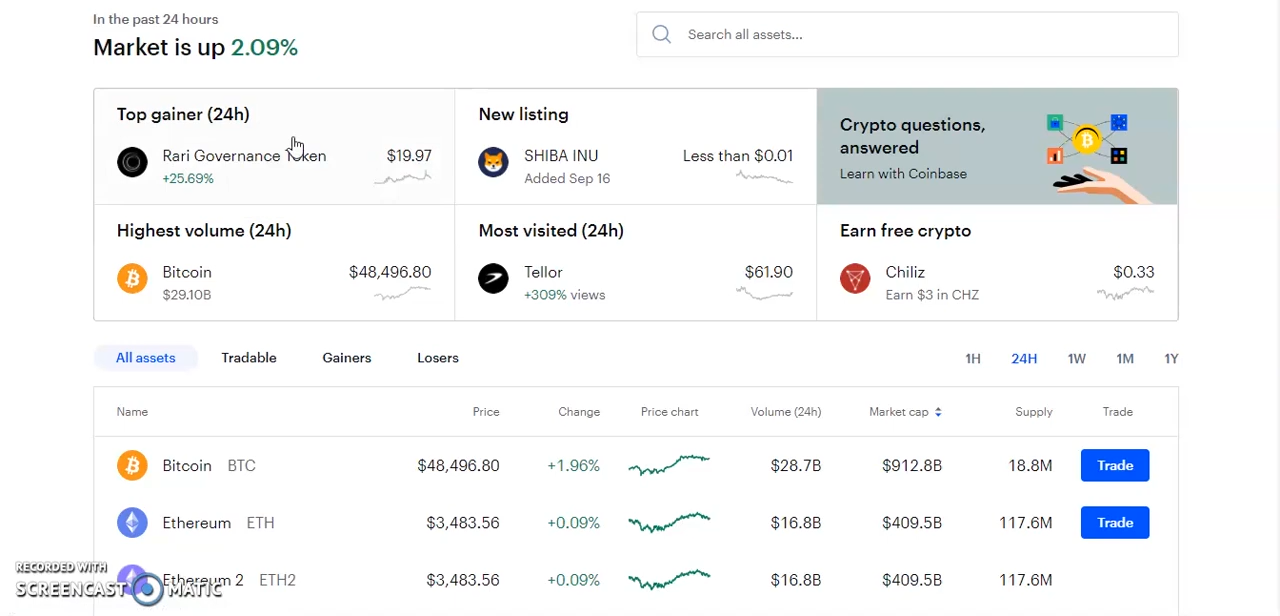 In the past 24 hours
Market is up 2.09%
Search all assets...
Top gainer (24h)
Rari Governance Token
$19.97
+25.69%
New listing
SHIBA INU
Less than $0.01
Added Sep 16
Crypto questions,
answered
Learn with Coinbase
Highest volume (24h)
Bitcoin
$48,496.80
$29.10B
Most visited (24h)
Tellor
$61.90
+309% views
Earn free crypto
Chiliz
$0.33
Earn $3 in CHZ
All assets Tradable Gainers Losers 1H 24H 1W 1M 1Y
Name Price Change Price chart Volume (24h) Market cap Supply Trade
Bitcoin BTC $48,496.80 +1.96% $28.7B $912.8B 18.8M Trade
Ethereum ETH $3,483.56 +0.09% $16.8B $409.5B 117.6M Trade
Ethereum 2 ETH2 $3,483.56 +0.09% $16.8B $409.5B 117.6M
RECORDED WITH
SCREENCAST MATIC